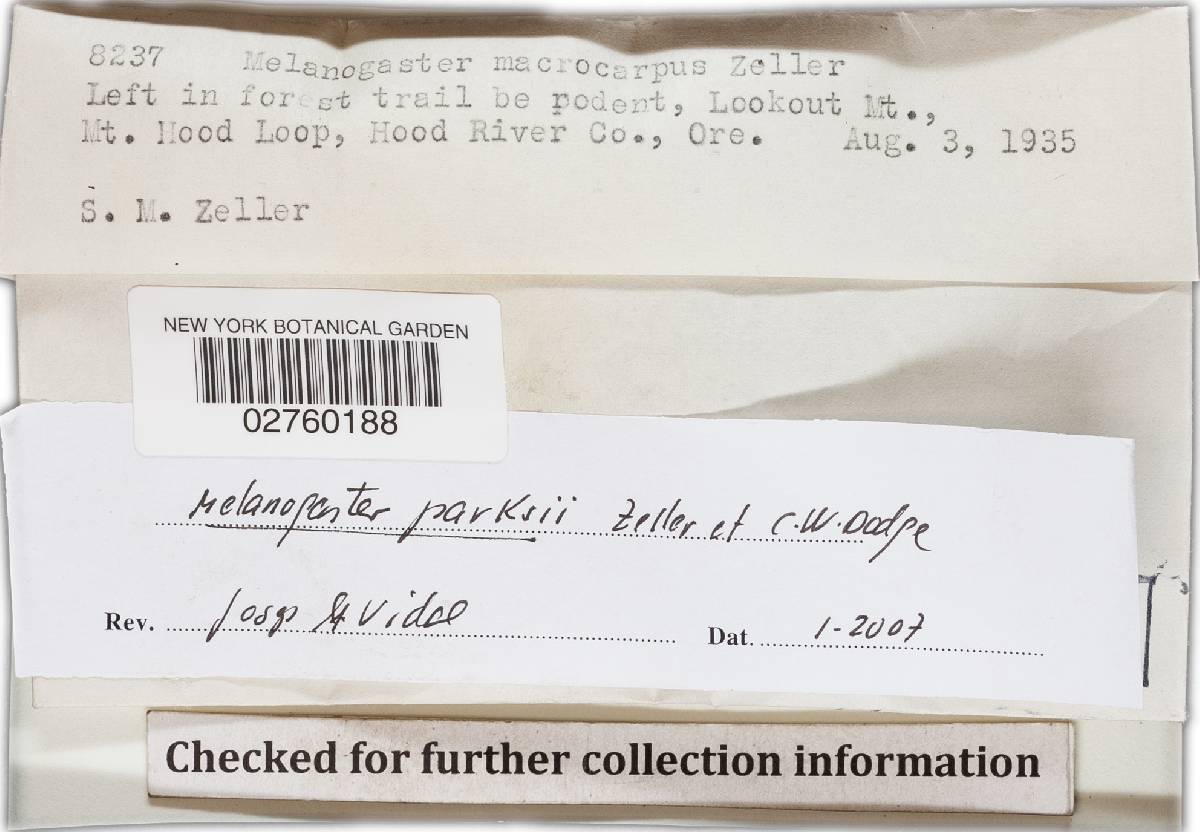 8237 Melanogaster macrocarpus Zeller
Left in forest trail be rodent, Lookout Mt.,
Mt. Hood Loop, Hood River Co., Ore. Aug. 3, 1935
S. M. Zeller
NEW YORK BOTANICAL GARDEN
02760188
Melanogaster parksii Zeller et C.W. Dodge
Rev. Josep M Vidal
Dat. 1-2007
Checked for further collection information